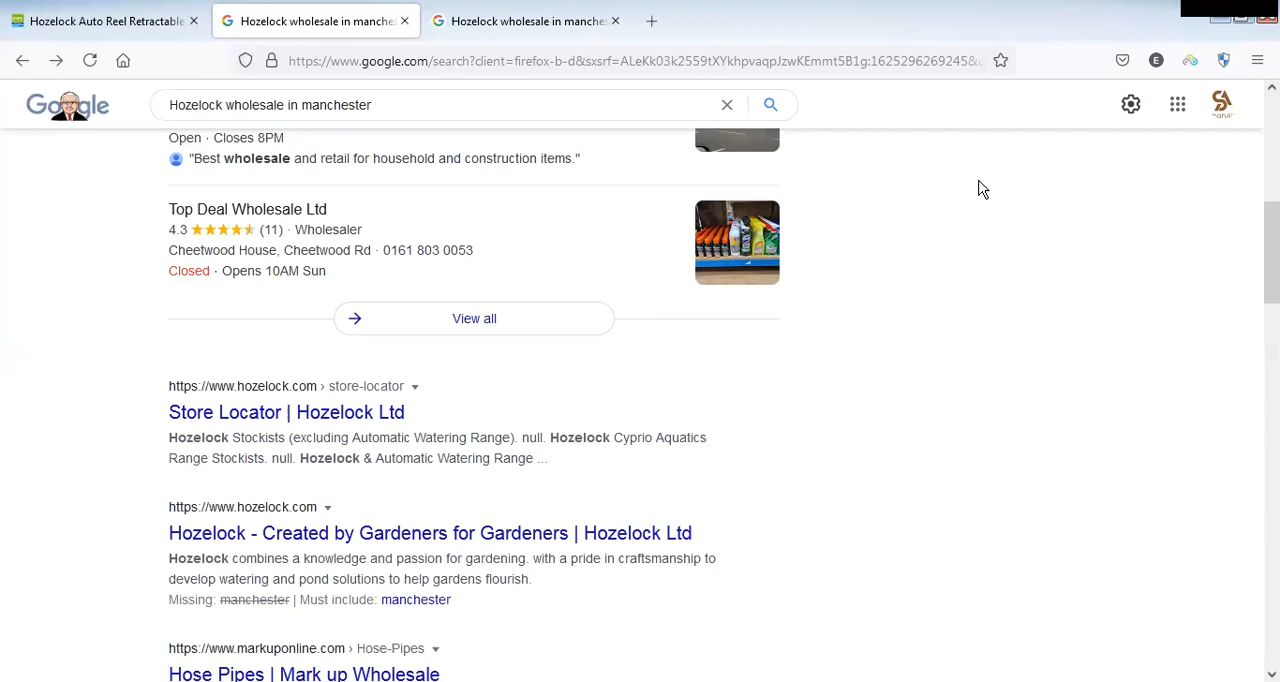 Hozelock Auto Reel Retractable
Hozelock wholesale in manches
Hozelock wholesale in manches
https://www.google.com/search?client=firefox-b-d&sxsrf=ALeKk03k2559tXYkhpvaqpJzwKEmmt5B1g:1625296269245&
E
Google
Hozelock wholesale in manchester
Open · Closes 8PM
"Best wholesale and retail for household and construction items."
Top Deal Wholesale Ltd
4.3 (11) · Wholesaler
Cheetwood House, Cheetwood Rd · 0161 803 0053
Closed · Opens 10AM Sun
View all
https://www.hozelock.com › store-locator
Store Locator | Hozelock Ltd
Hozelock Stockists (excluding Automatic Watering Range). null. Hozelock Cyprio Aquatics
Range Stockists. null. Hozelock & Automatic Watering Range ...
https://www.hozelock.com
Hozelock - Created by Gardeners for Gardeners | Hozelock Ltd
Hozelock combines a knowledge and passion for gardening. with a pride in craftsmanship to
develop watering and pond solutions to help gardens flourish.
Missing: manchester | Must include: manchester
https://www.markuponline.com › Hose-Pipes
Hose Pipes | Mark up Wholesale